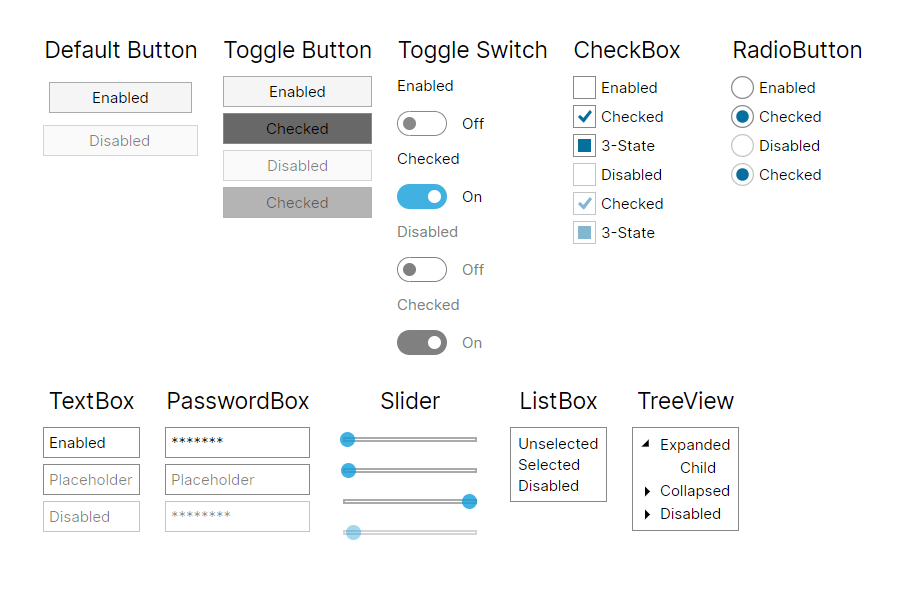 Default Button
Enabled
Disabled
Toggle Button
Enabled
Checked
Disabled
Checked
Toggle Switch
Enabled
Off
Checked
On
Disabled
Off
Checked
On
CheckBox
Enabled
Checked
3-State
Disabled
Checked
3-State
RadioButton
Enabled
Checked
Disabled
Checked
TextBox
Enabled
Placeholder
Disabled
PasswordBox
*******
Placeholder
********
Slider
ListBox
Unselected
Selected
Disabled
TreeView
Expanded
Child
Collapsed
Disabled